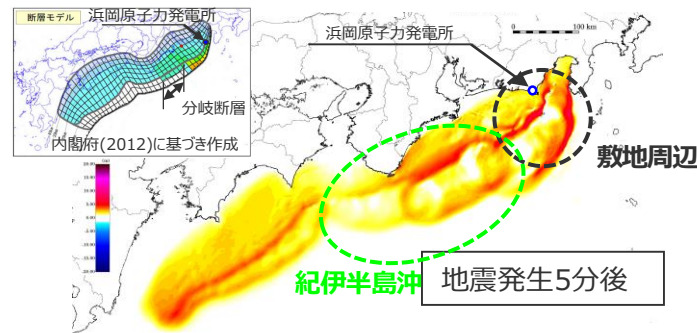 断層モデル
浜岡原子力発電所
分岐断層
内閣府(2012)に基づき作成
浜岡原子力発電所
0 100 km
敷地周辺
紀伊半島沖
地震発生5分後